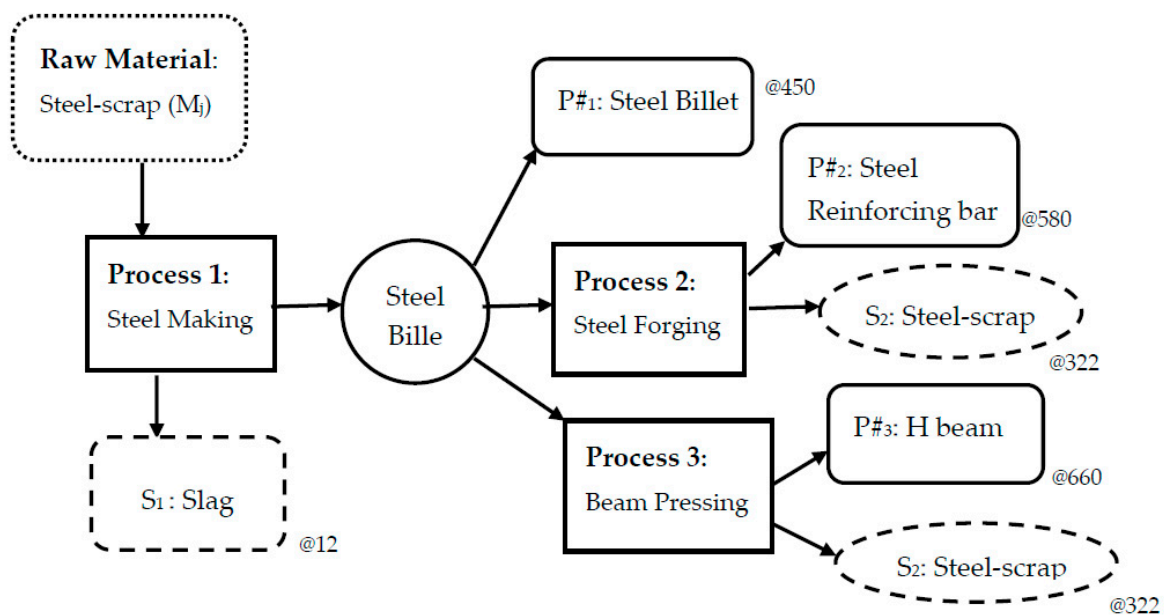 Raw Material:
Steel-scrap (Mj)
P#1: Steel Billet
@450
P#2: Steel
Reinforcing bar
@580
Process 1:
Steel Making
Steel
Bille
Process 2:
Steel Forging
S2: Steel-scrap
@322
P#3: H beam
@660
Process 3:
Beam Pressing
S1 : Slag
@12
S2: Steel-scrap
@322